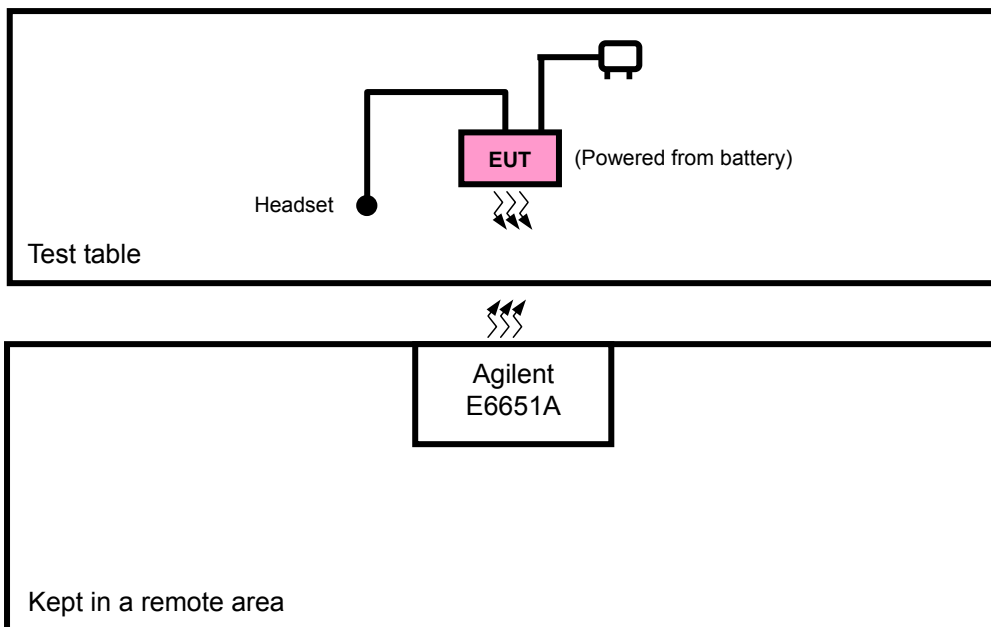 EUT
(Powered from battery)
Headset
Test table
Agilent
E6651A
Kept in a remote area